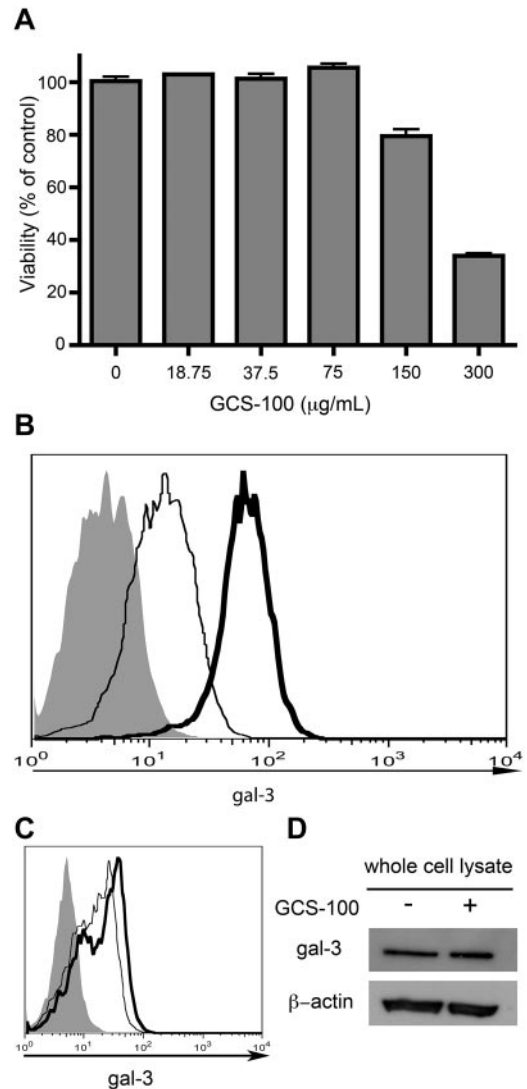 A
Viability (% of control)
100
80
60
40
20
0
0 18.75 37.5 75 150 300
GCS-100 (μg/mL)
B
10⁰ 10¹ 10² 10³ 10⁴
gal-3
C
10⁰ 10¹ 10² 10³ 10⁴
gal-3
D
whole cell lysate
GCS-100 - +
gal-3
β-actin